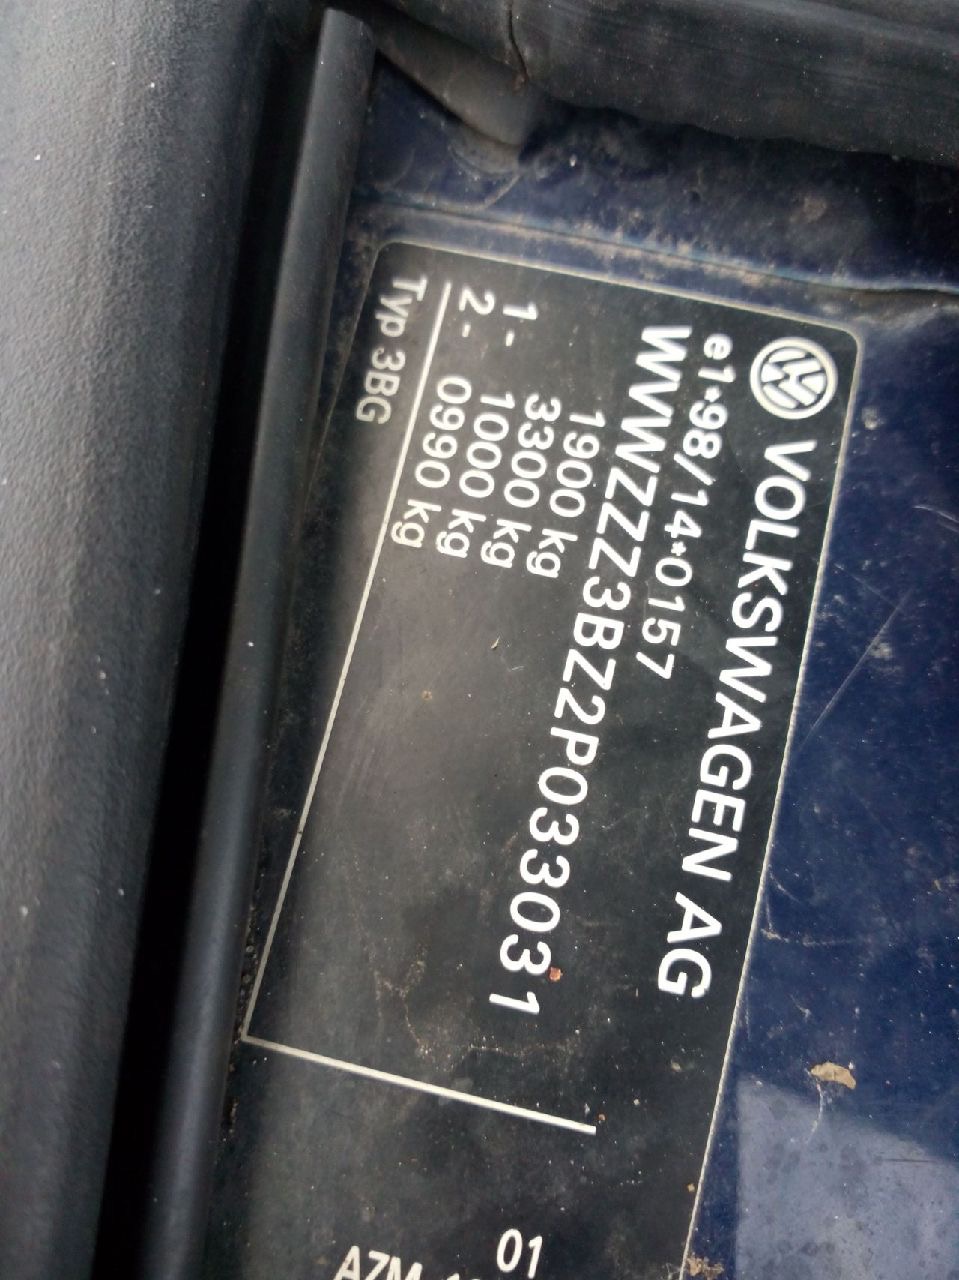 VOLKSWAGEN AG
e1*98/14*0157
WVWZZZ3BZ2P033031
1900 kg
3300 kg
1 - 1000 kg
2 - 0990 kg
Typ 3BG
01
AZM